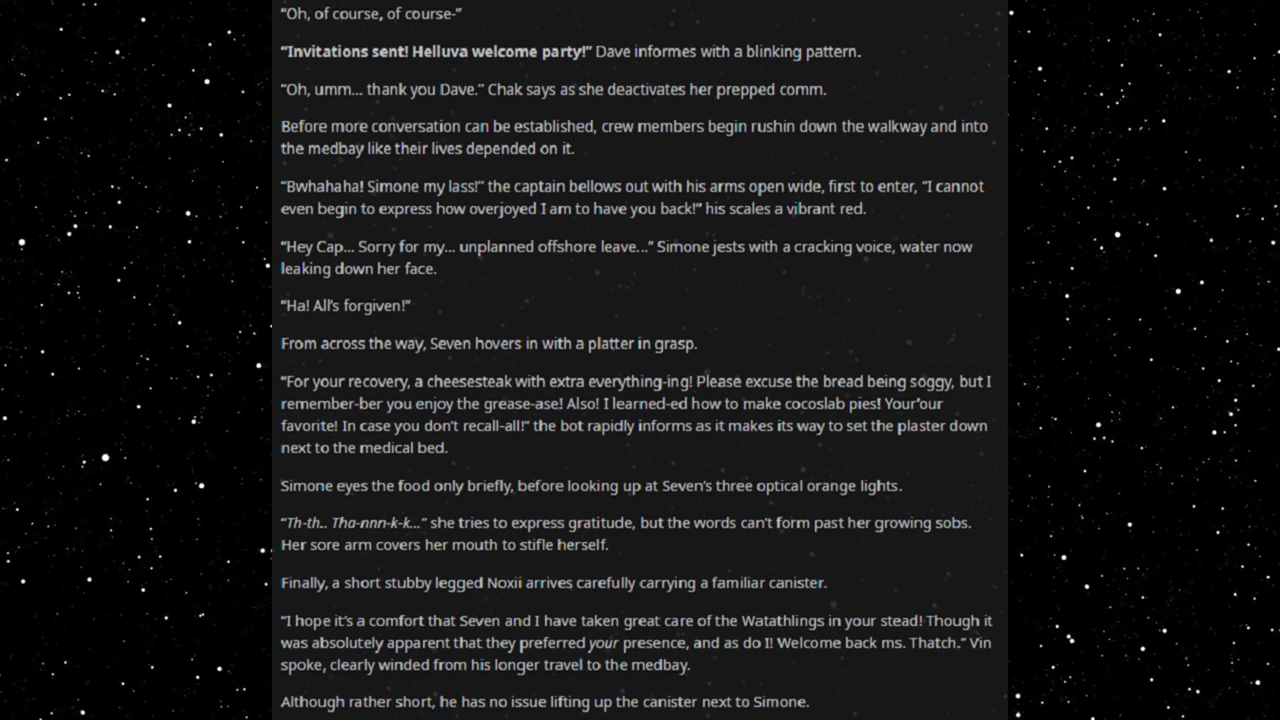 “Oh, of course, of course-”
“Invitations sent! Helluva welcome party!” Dave informes with a blinking pattern.
“Oh, umm... thank you Dave.” Chak says as she deactivates her prepped comm.
Before more conversation can be established, crew members begin rushin down the walkway and into
the medbay like their lives depended on it.
“Bwhahaha! Simone my lass!” the captain bellows out with his arms open wide, first to enter, “I cannot
even begin to express how overjoyed I am to have you back!” his scales a vibrant red.
“Hey Cap... Sorry for my... unplanned offshore leave...” Simone jests with a cracking voice, water now
leaking down her face.
“Ha! All’s forgiven!”
From across the way, Seven hovers in with a platter in grasp.
“For your recovery, a cheesesteak with extra everything-ing! Please excuse the bread being soggy, but I
remember-ber you enjoy the grease-ase! Also! I learned-ed how to make cocoslab pies! Your’our
favorite! In case you don’t recall-all!” the bot rapidly informs as it makes its way to set the plaster down
next to the medical bed.
Simone eyes the food only briefly, before looking up at Seven’s three optical orange lights.
“Th-th.. Tha-nnn-k-k...” she tries to express gratitude, but the words can’t form past her growing sobs.
Her sore arm covers her mouth to stifle herself.
Finally, a short stubby legged Noxii arrives carefully carrying a familiar canister.
“I hope it’s a comfort that Seven and I have taken great care of the Watathlings in your stead! Though it
was absolutely apparent that they preferred your presence, and as do I! Welcome back ms. Thatch.” Vin
spoke, clearly winded from his longer travel to the medbay.
Although rather short, he has no issue lifting up the canister next to Simone.